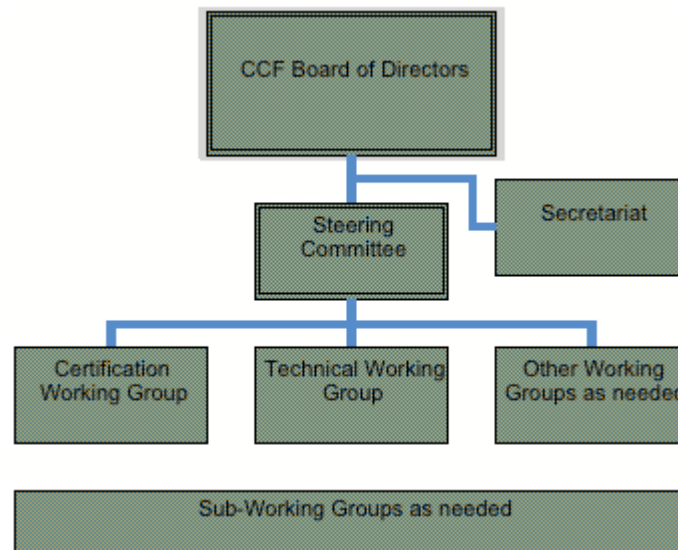 CCF Board of Directors
Secretariat
Steering
Committee
Certification
Working Group
Technical Working
Group
Other Working
Groups as needed
Sub-Working Groups as needed